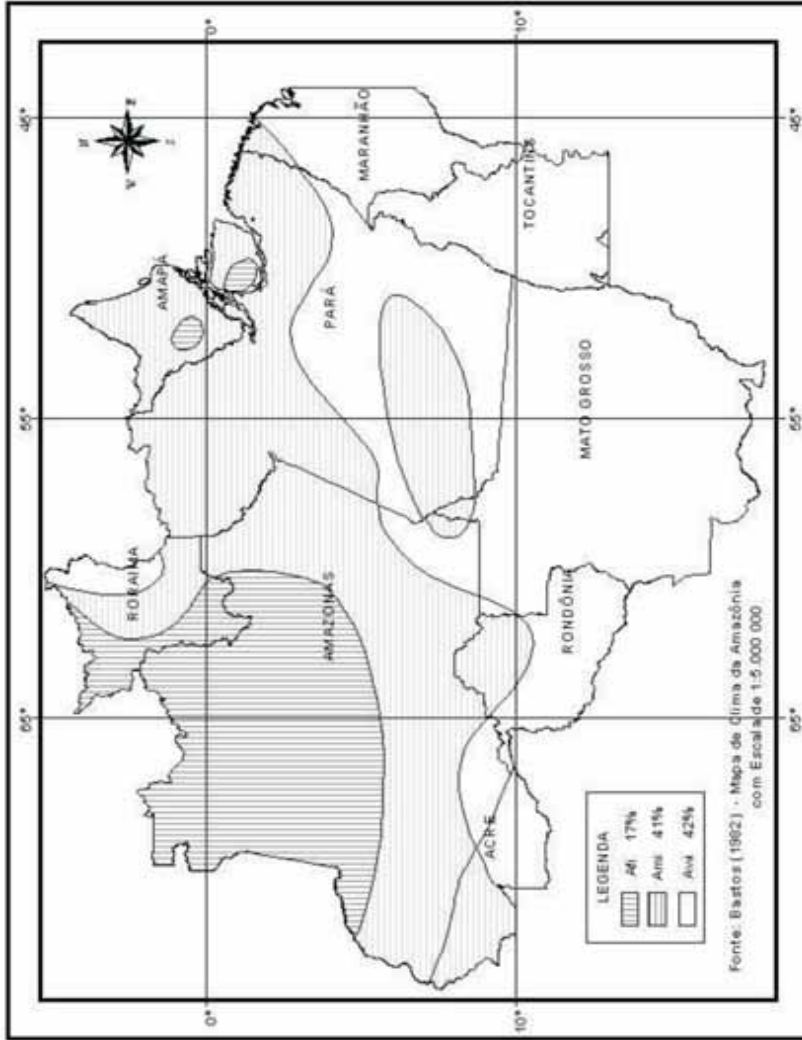 65° 55° 45°
RORAIMA
AMAPÁ
0° 0°
AMAZONAS
PARÁ
MARANHÃO
ACRE
RONDÔNIA
MATO GROSSO
TOCANTINS
10° 10°
LEGENDA
Afi 17%
Ami 41%
Awi 42%
Fonte: Bastos (1982) - Mapa de Clima da Amazônia
com Escala de 1:5.000 000
65° 55° 45°